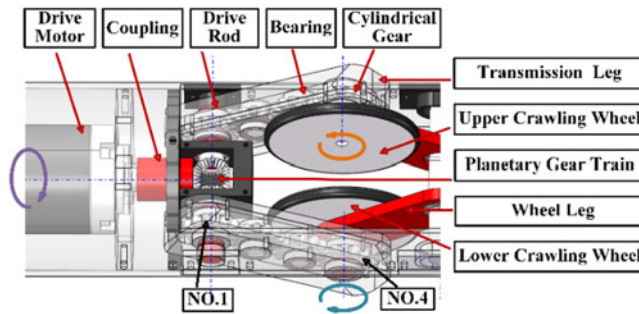 Drive
Motor
Coupling
Drive
Rod
Bearing
Cylindrical
Gear
Transmission Leg
Upper Crawling Wheel
Planetary Gear Train
Wheel Leg
Lower Crawling Wheel
NO.1
NO.4